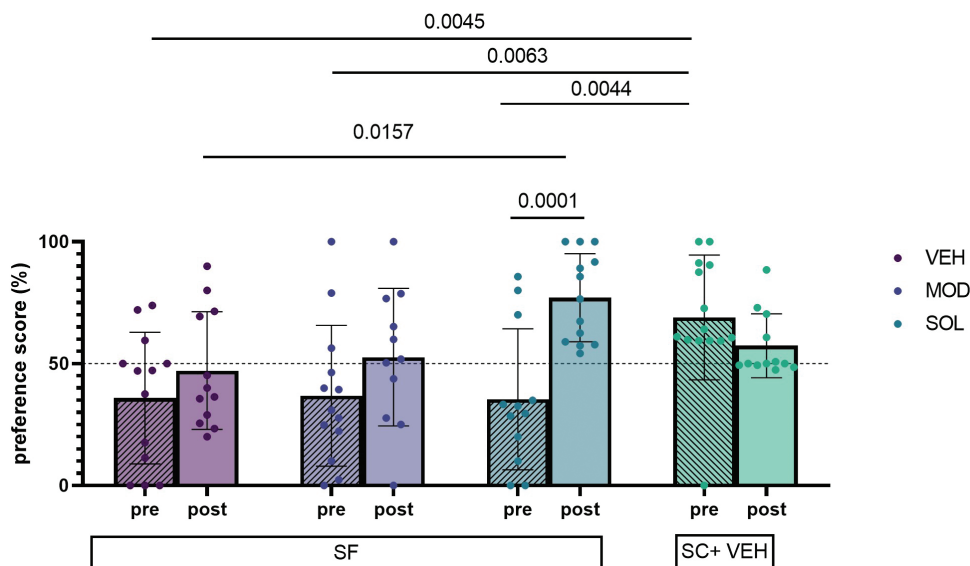 0.0045
0.0063
0.0044
0.0157
0.0001
preference score (%)
100
50
0
VEH
MOD
SOL
pre post pre post pre post pre post
SF
SC+ VEH